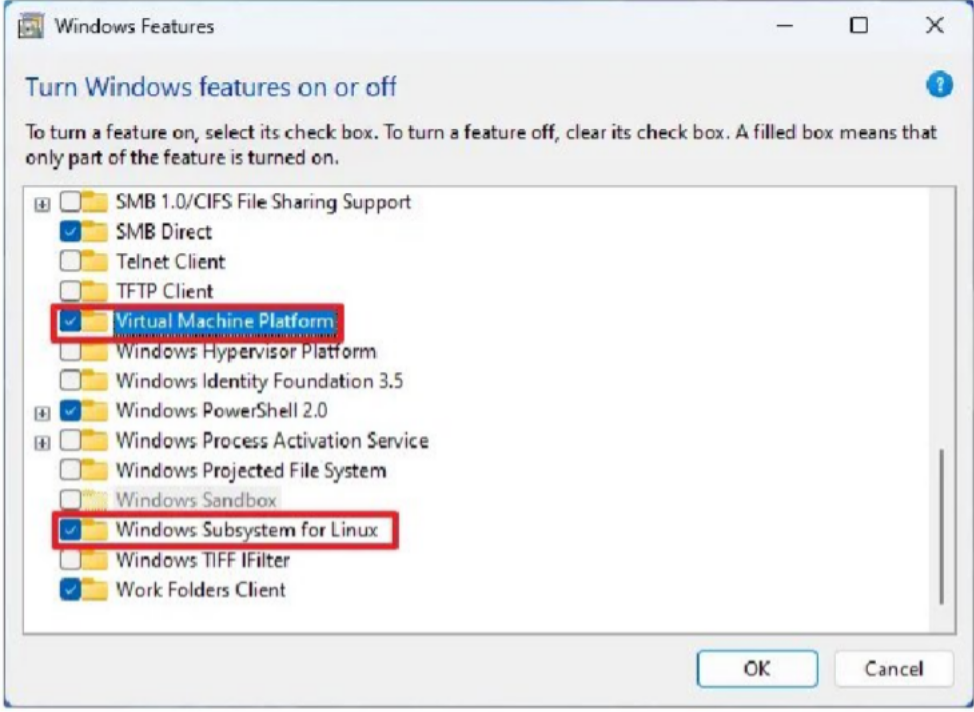 Windows Features
Turn Windows features on or off
To turn a feature on, select its check box. To turn a feature off, clear its check box. A filled box means that
only part of the feature is turned on.
SMB 1.0/CIFS File Sharing Support
SMB Direct
Telnet Client
TFTP Client
Virtual Machine Platform
Windows Hypervisor Platform
Windows Identity Foundation 3.5
Windows PowerShell 2.0
Windows Process Activation Service
Windows Projected File System
Windows Sandbox
Windows Subsystem for Linux
Windows TIFF IFilter
Work Folders Client
OK Cancel